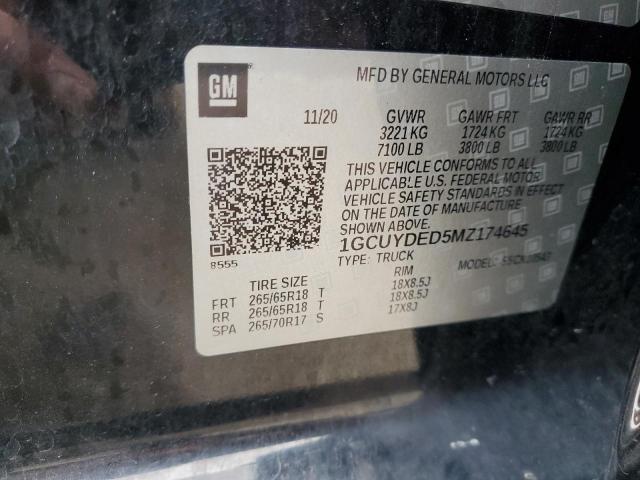 GM
MFD BY GENERAL MOTORS LLC
11/20 GVWR GAWR FRT GAWR RR
3221 KG 1724 KG 1724 KG
7100 LB 3800 LB 3800 LB
THIS VEHICLE CONFORMS TO ALL
APPLICABLE U.S. FEDERAL MOTOR
VEHICLE SAFETY STANDARDS IN EFFECT
ON THE DATE OF MANUFACTURE
1GCUYDED5MZ174645
8555
TYPE: TRUCK MODEL:
TIRE SIZE RIM
FRT 265/65R18 T 18X8.5J
RR 265/65R18 T 18X8.5J
SPA 265/70R17 S 17X8J